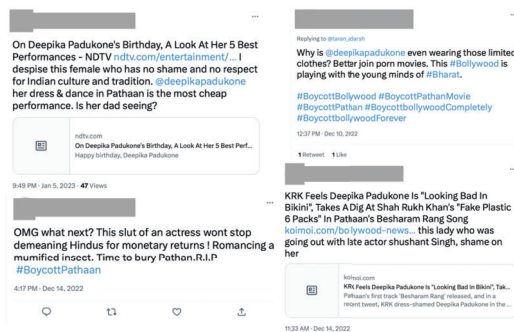 On Deepika Padukone's Birthday, A Look At Her 5 Best
Performances - NDTV ndtv.com/entertainment/... I
despise this female who has no shame and no respect
for Indian culture and tradition. @deepikapadukone
her dress & dance in Pathaan is the most cheap
performance. Is her dad seeing?
ndtv.com
On Deepika Padukone's Birthday, A Look At Her 5 Best Perf...
Happy birthday, Deepika Padukone
9:49 PM · Jan 5, 2023 · 47 Views
OMG what next? This slut of an actress wont stop
demeaning Hindus for monetary returns ! Romancing a
mumified insect. Time to bury Pathan.R.I.P
#BoycottPathaan
4:17 PM · Dec 14, 2022
Replying to @taran_adarsh
Why is @deepikapadukone even wearing those limited
clothes? Better join porn movies. This #Bollywood is
playing with the young minds of #Bharat.
#BoycottBollywood #BoycottPathanMovie
#BoycottPathan #BoycottbollywoodCompletely
#BoycottbollywoodForever
12:37 PM · Dec 10, 2022
1 Retweet 1 Like
KRK Feels Deepika Padukone Is "Looking Bad In
Bikini", Takes A Dig At Shah Rukh Khan's "Fake Plastic
6 Packs" In Pathaan's Besharam Rang Song
koimoi.com/bollywood-news... this lady who was
going out with late actor shushant Singh, shame on
her
koimoi.com
KRK Feels Deepika Padukone Is "Looking Bad In Bikini", Tak...
Pathaan's first track 'Besharam Rang' released, and in a
recent tweet, KRK dress-shamed Deepika Padukone in the ...
11:33 AM · Dec 14, 2022